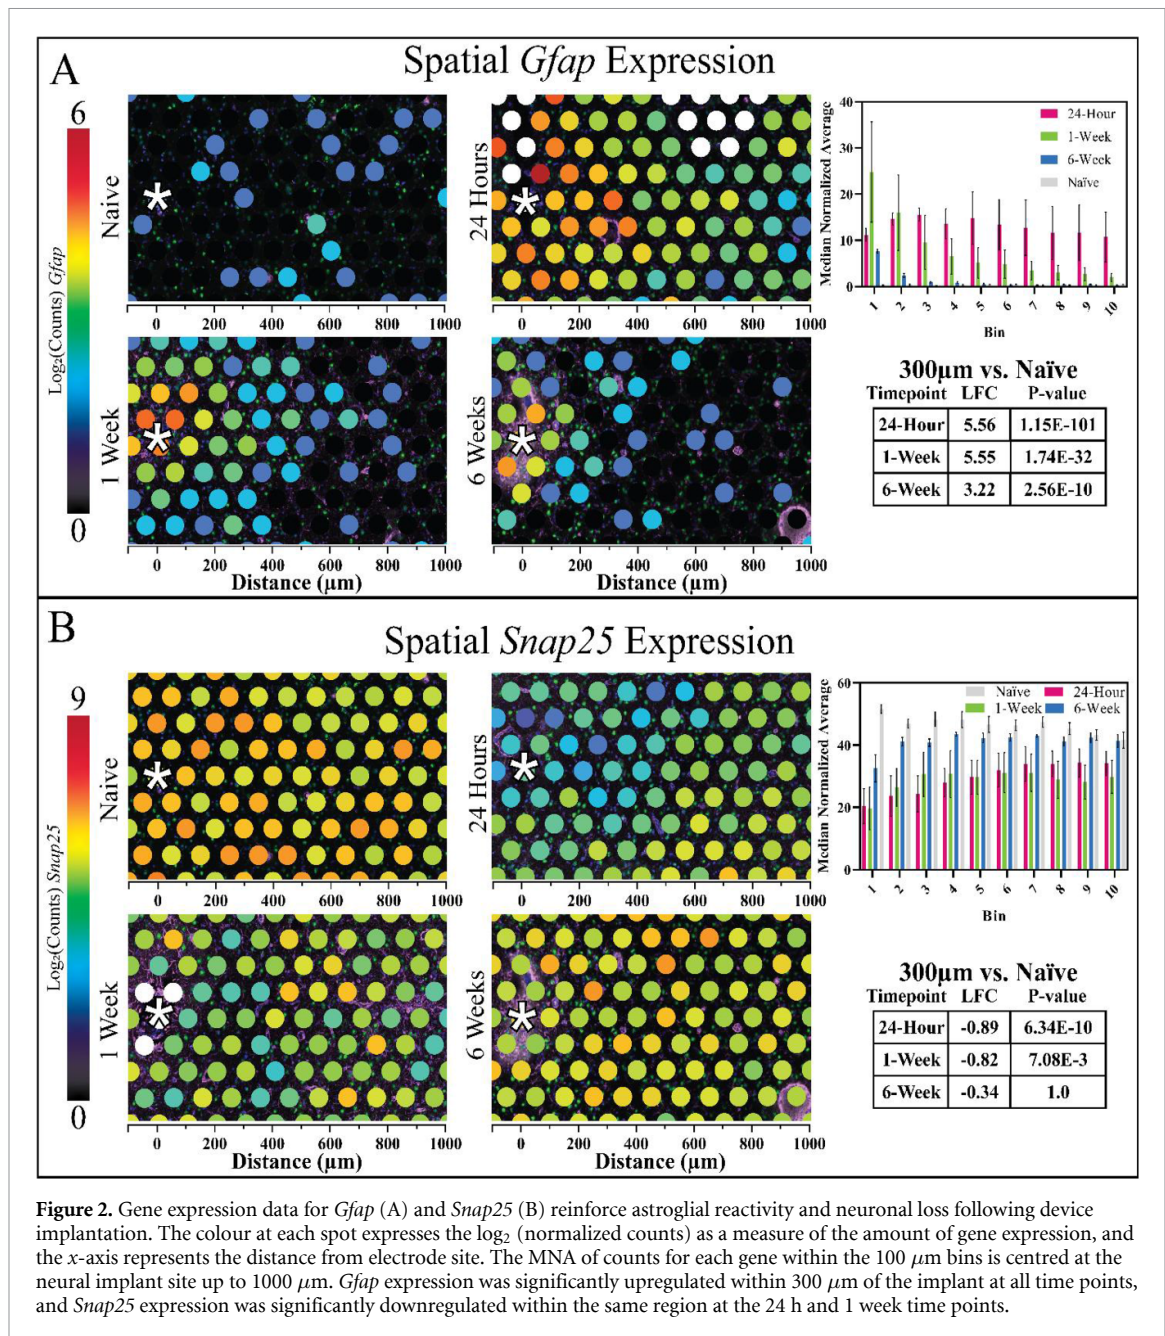 A
Spatial Gfap Expression
6
Log₂(Counts) Gfap
0
Naive
0 200 400 600 800 1000
24 Hours
0 200 400 600 800 1000
1 Week
0 200 400 600 800 1000
Distance (µm)
6 Weeks
0 200 400 600 800 1000
Distance (µm)
Median Normalized Average
40
30
20
10
0
24-Hour
1-Week
6-Week
Naïve
1 2 3 4 5 6 7 8 9 10
Bin
300µm vs. Naïve
Timepoint LFC P-value
24-Hour 5.56 1.15E-101
1-Week 5.55 1.74E-32
6-Week 3.22 2.56E-10
B
Spatial Snap25 Expression
9
Log₂(Counts) Snap25
0
Naive
0 200 400 600 800 1000
24 Hours
0 200 400 600 800 1000
1 Week
0 200 400 600 800 1000
Distance (µm)
6 Weeks
0 200 400 600 800 1000
Distance (µm)
Median Normalized Average
60
40
20
0
Naïve 24-Hour
1-Week 6-Week
1 2 3 4 5 6 7 8 9 10
Bin
300µm vs. Naïve
Timepoint LFC P-value
24-Hour -0.89 6.34E-10
1-Week -0.82 7.08E-3
6-Week -0.34 1.0
Figure 2. Gene expression data for Gfap (A) and Snap25 (B) reinforce astroglial reactivity and neuronal loss following device
implantation. The colour at each spot expresses the log₂ (normalized counts) as a measure of the amount of gene expression, and
the x-axis represents the distance from electrode site. The MNA of counts for each gene within the 100 µm bins is centred at the
neural implant site up to 1000 µm. Gfap expression was significantly upregulated within 300 µm of the implant at all time points,
and Snap25 expression was significantly downregulated within the same region at the 24 h and 1 week time points.